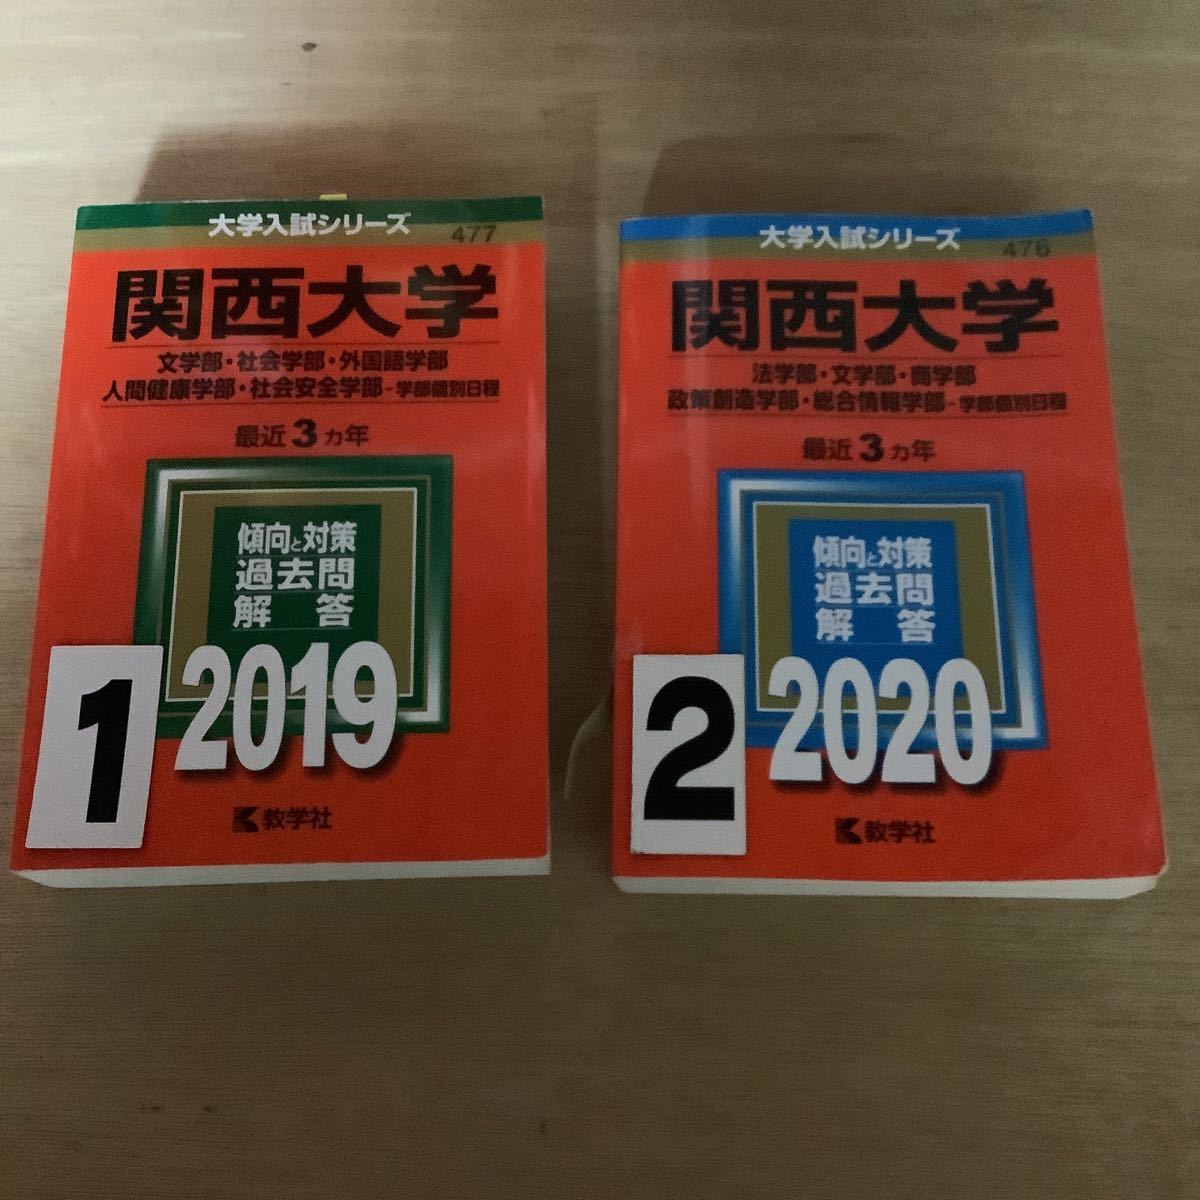 大学入試シリーズ
477
関西大学
文学部・社会学部・外国語学部
人間健康学部・社会安全学部-学部個別日程
最近3カ年
傾向と対策
過去問
解答
2019
1
教学社
大学入試シリーズ
476
関西大学
法学部・文学部・商学部
政策創造学部・総合情報学部-学部個別日程
最近3カ年
傾向と対策
過去問
解答
2020
2
教学社